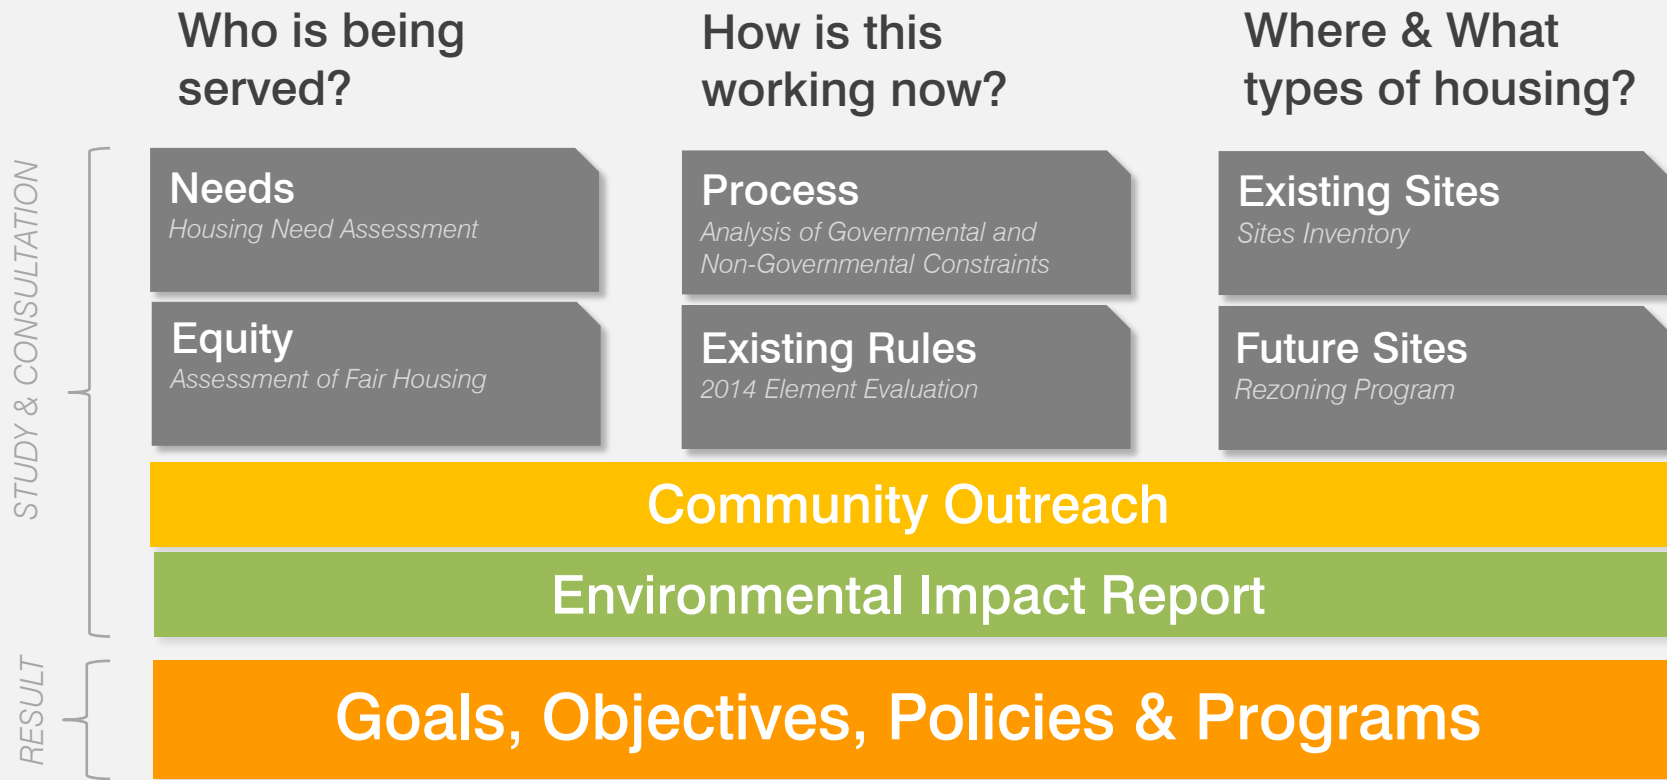 Who is being
served?
How is this
working now?
Where & What
types of housing?
STUDY & CONSULTATION
Needs
Housing Need Assessment
Process
Analysis of Governmental and
Non-Governmental Constraints
Existing Sites
Sites Inventory
Equity
Assessment of Fair Housing
Existing Rules
2014 Element Evaluation
Future Sites
Rezoning Program
Community Outreach
Environmental Impact Report
RESULT
Goals, Objectives, Policies & Programs